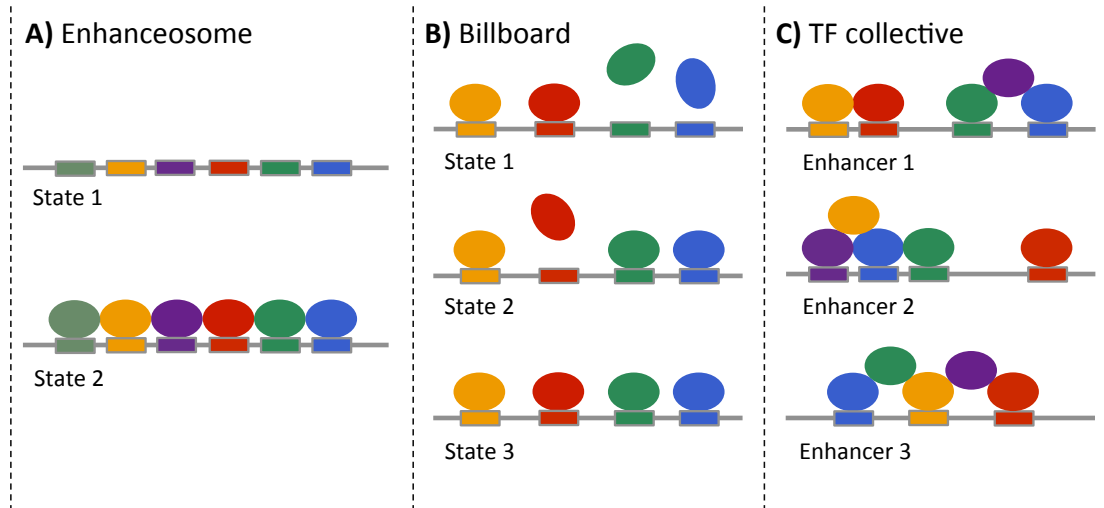 A) Enhanceosome
State 1
State 2
B) Billboard
State 1
State 2
State 3
C) TF collective
Enhancer 1
Enhancer 2
Enhancer 3